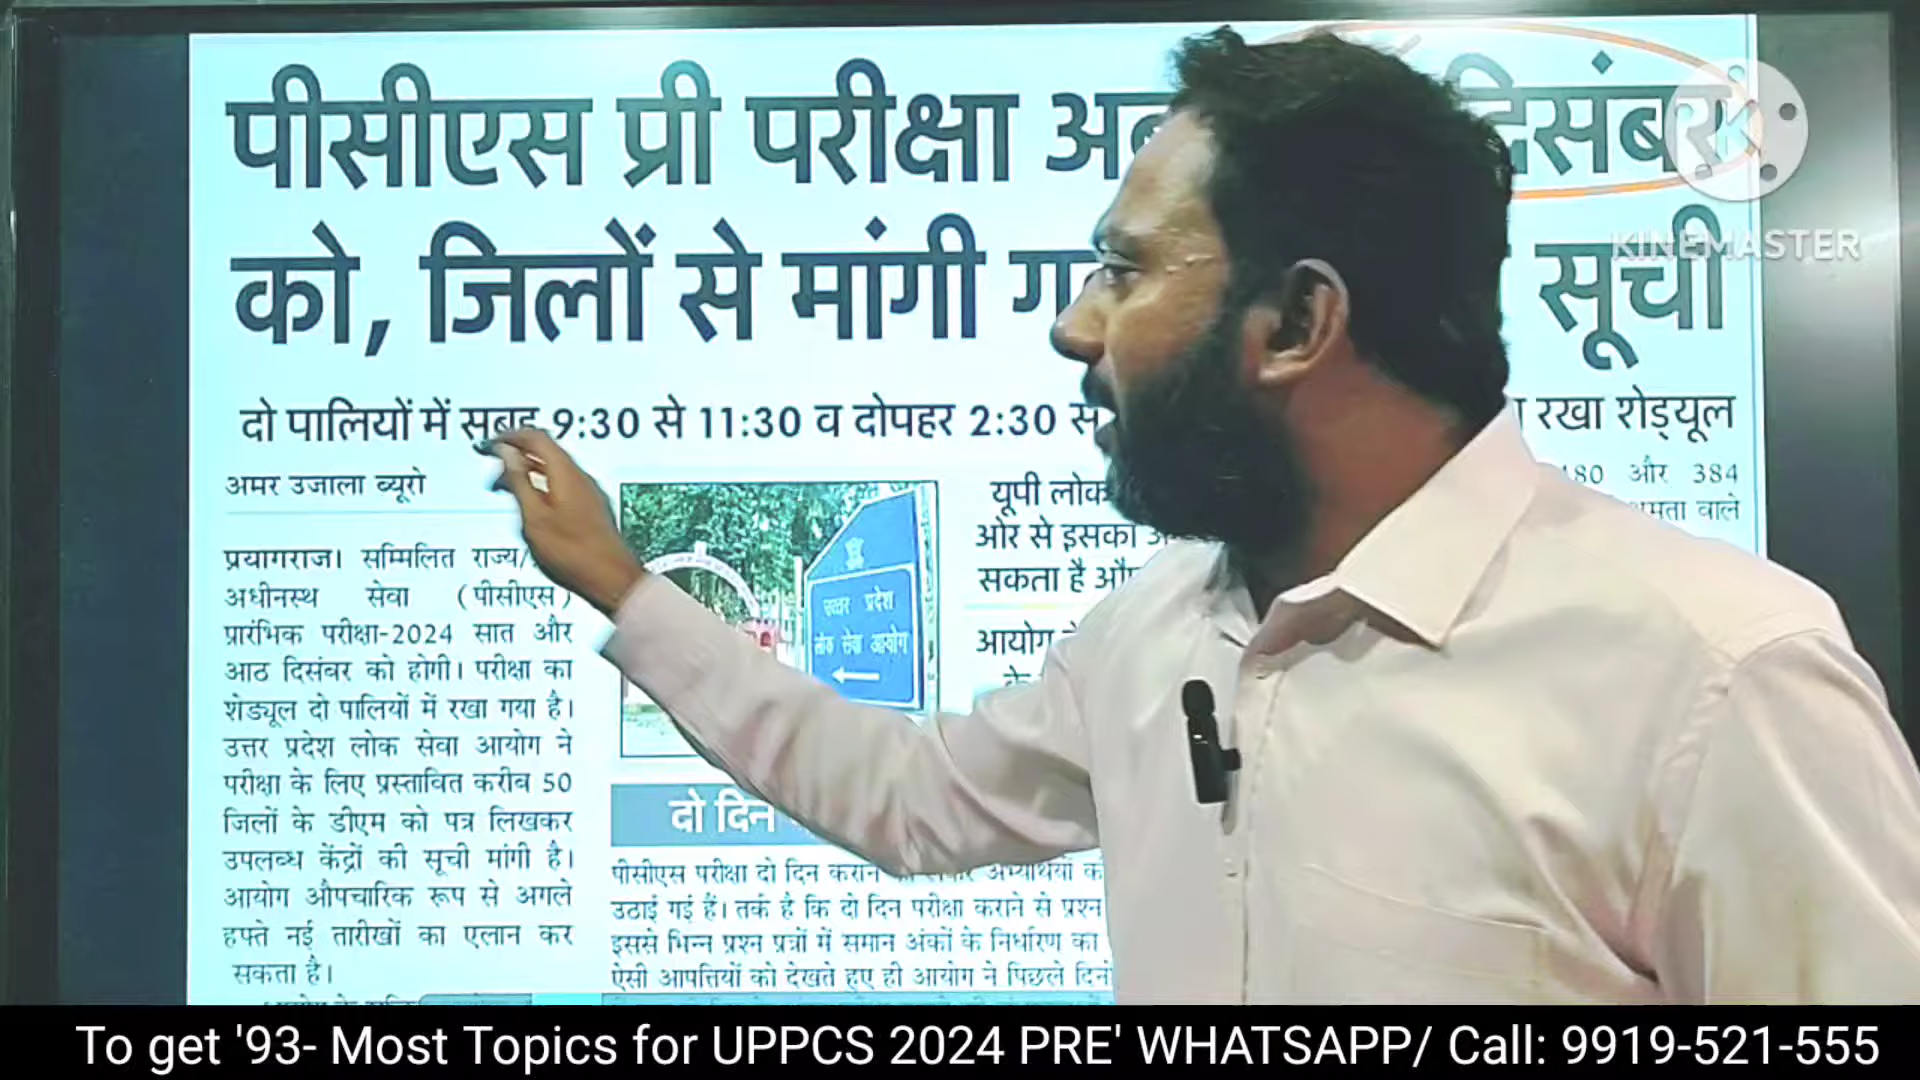 पीसीएस प्री परीक्षा दिसंबर
को, जिलों से मांगी सूची
दो पालियों में सुबह 9:30 से 11:30 व दोपहर 2:30 रखा शेड्यूल
अमर उजाला ब्यूरो
प्रयागराज। सम्मिलित राज्य/
अधीनस्थ सेवा (पीसीएस)
प्रारंभिक परीक्षा-2024 सात और
आठ दिसंबर को होगी। परीक्षा का
शेड्यूल दो पालियों में रखा गया है।
उत्तर प्रदेश लोक सेवा आयोग ने
परीक्षा के लिए प्रस्तावित करीब 50
जिलों के डीएम को पत्र लिखकर
उपलब्ध केंद्रों की सूची मांगी है।
आयोग औपचारिक रूप से अगले
हफ्ते नई तारीखों का एलान कर
सकता है।
उत्तर प्रदेश
लोक सेवा आयोग
यूपी लोक
ओर से इसका
सकता है
आयोग
480 और 384
वाले
दो दिन
पीसीएस परीक्षा दो दिन कराने
उठाई गई हैं। तर्क है कि दो दिन परीक्षा कराने से प्रश्न
इससे भिन्न प्रश्न पत्रों में समान अंकों के निर्धारण का
ऐसी आपत्तियों को देखते हुए ही आयोग ने पिछले
KINEMASTER
To get '93- Most Topics for UPPCS 2024 PRE' WHATSAPP/ Call: 9919-521-555